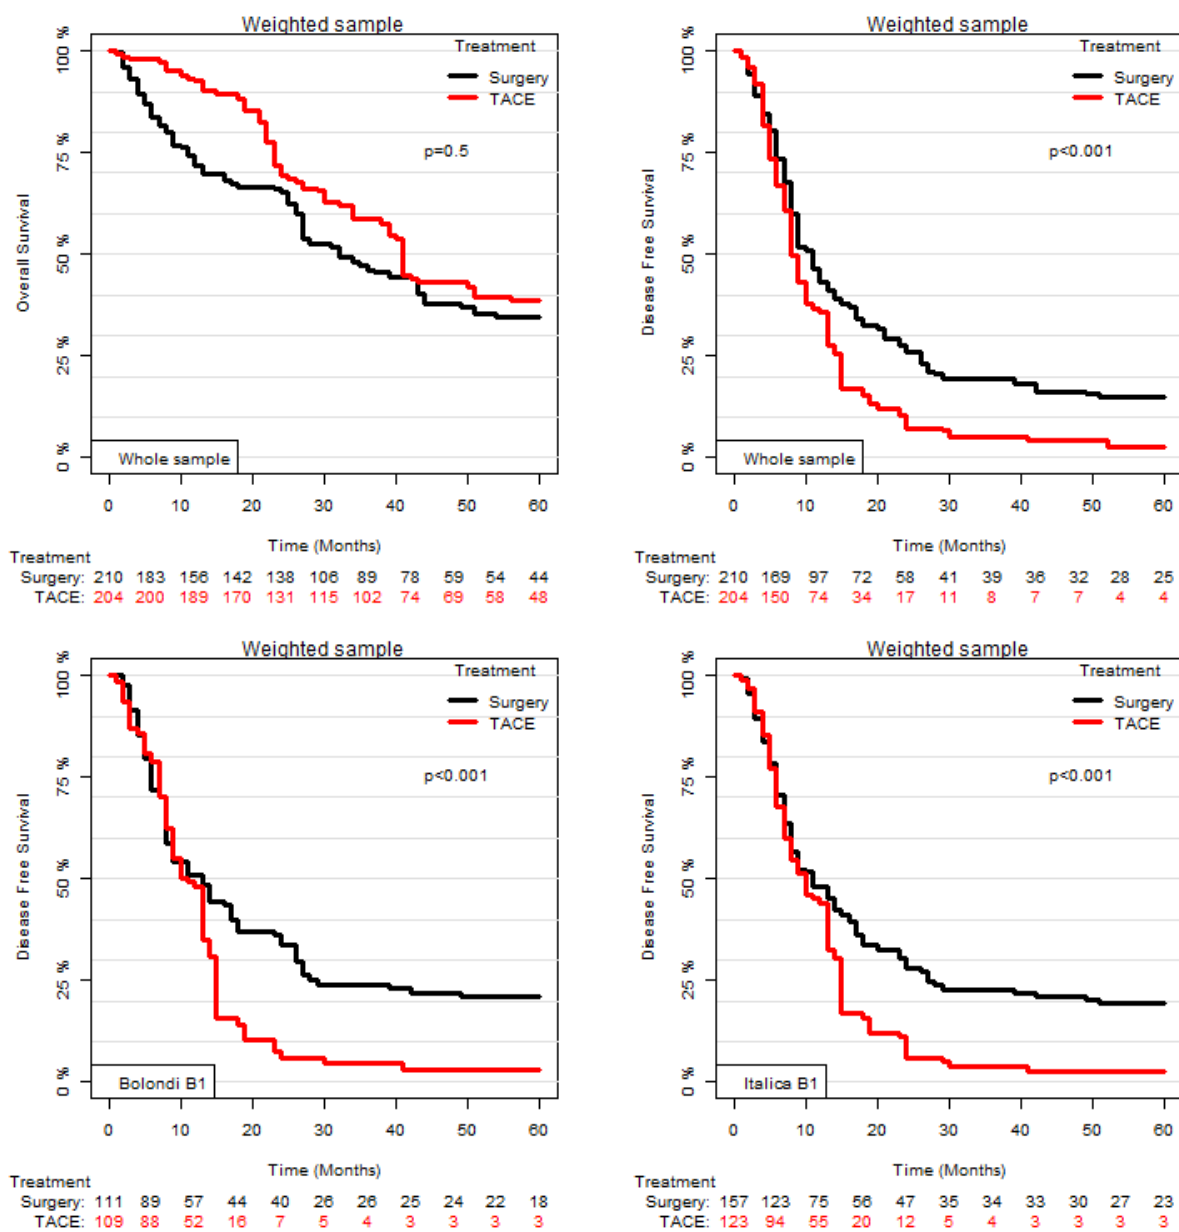 Weighted sample
Treatment
Surgery
TACE
p=0.5
Overall Survival
100 %
75 %
50 %
25 %
0 %
Whole sample
0 10 20 30 40 50 60
Time (Months)
Treatment
Surgery: 210 183 156 142 138 106 89 78 59 54 44
TACE: 204 200 189 170 131 115 102 74 69 58 48
Weighted sample
Treatment
Surgery
TACE
p<0.001
Disease Free Survival
100 %
75 %
50 %
25 %
0 %
Whole sample
0 10 20 30 40 50 60
Time (Months)
Treatment
Surgery: 210 169 97 72 58 41 39 36 32 28 25
TACE: 204 150 74 34 17 11 8 7 7 4 4
Weighted sample
Treatment
Surgery
TACE
p<0.001
Disease Free Survival
100 %
75 %
50 %
25 %
0 %
Bolondi B1
0 10 20 30 40 50 60
Time (Months)
Treatment
Surgery: 111 89 57 44 40 26 26 25 24 22 18
TACE: 109 88 52 16 7 5 4 3 3 3 3
Weighted sample
Treatment
Surgery
TACE
p<0.001
Disease Free Survival
100 %
75 %
50 %
25 %
0 %
Italica B1
0 10 20 30 40 50 60
Time (Months)
Treatment
Surgery: 157 123 75 56 47 35 34 33 30 27 23
TACE: 123 94 55 20 12 5 4 3 3 3 3